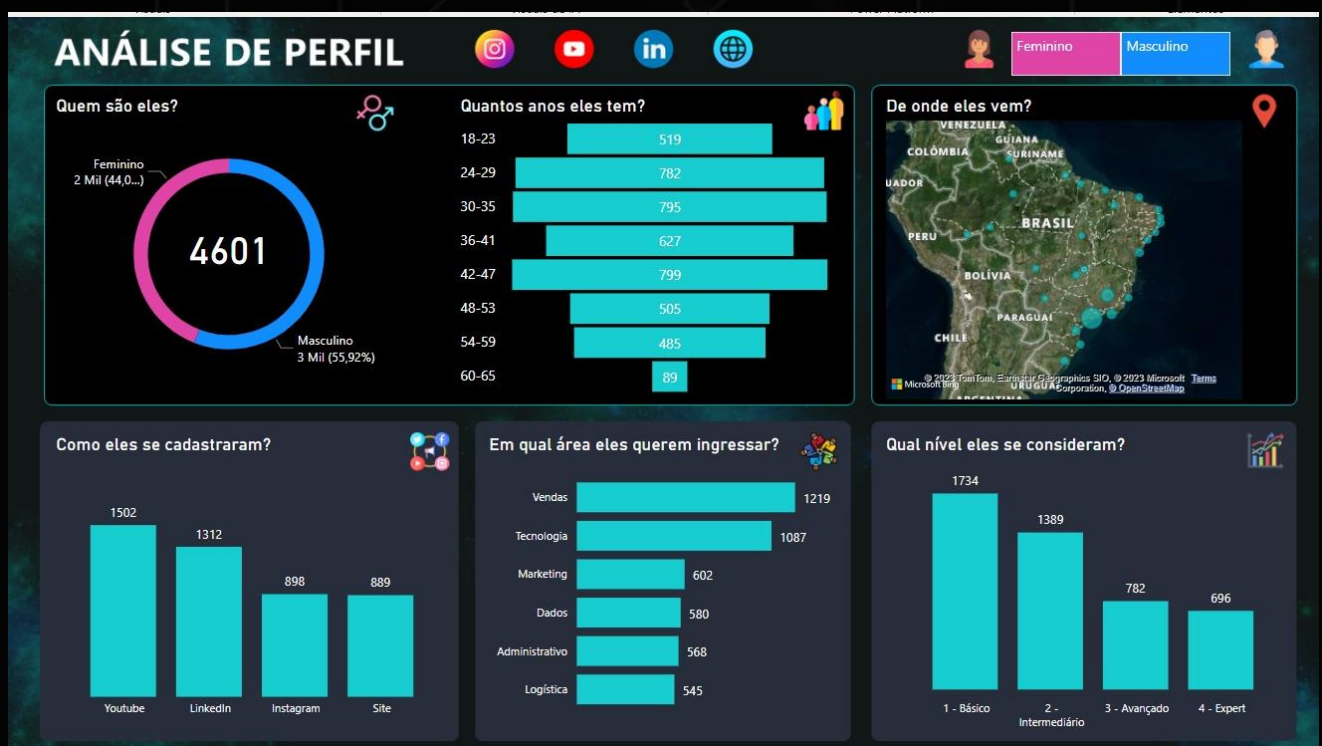 ANÁLISE DE PERFIL
in
Feminino
Masculino
Quem são eles?
Feminino
2 Mil (44,0...)
4601
Masculino
3 Mil (55,92%)
Quantos anos eles tem?
18-23
519
24-29
782
30-35
795
36-41
627
42-47
799
48-53
505
54-59
485
60-65
89
De onde eles vem?
VENEZUELA
GUIANA
COLÔMBIA
SURINAME
UADOR
BRASIL
PERU
BOLÍVIA
PARAGUAI
CHILE
© 2023 TomTom, Earthstar Geographics SIO, © 2023 Microsoft Terms
Microsoft Bing
URUGUAI
Corporation, © OpenStreetMap
Como eles se cadastraram?
1502
1312
898
889
Youtube
LinkedIn
Instagram
Site
Em qual área eles querem ingressar?
Vendas
1219
Tecnologia
1087
Marketing
602
Dados
580
Administrativo
568
Logística
545
Qual nível eles se consideram?
1734
1389
782
696
1 - Básico
2 -
Intermediário
3 - Avançado
4 - Expert